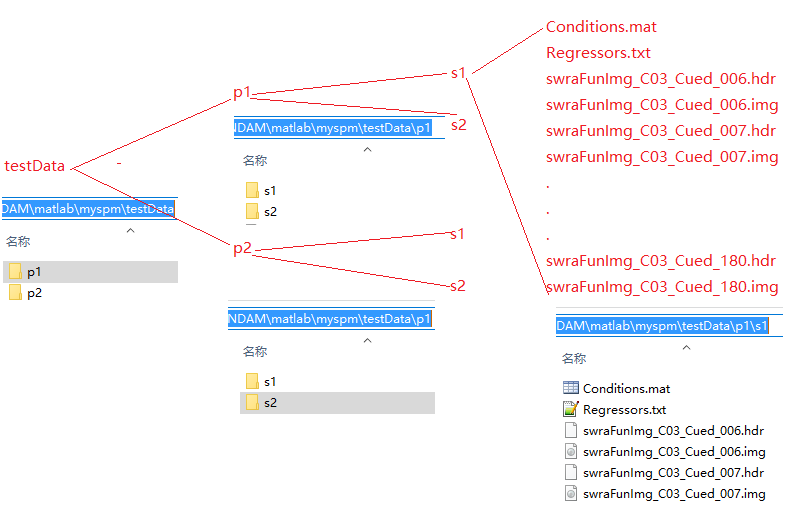 testData
-
DAM\matlab\myspm\testData
名称
p1
p2
p1
NDAM\matlab\myspm\testData\p1
名称
s1
s2
p2
NDAM\matlab\myspm\testData\p1
名称
s1
s2
s1
s2
s1
s2
Conditions.mat
Regressors.txt
swraFunImg_C03_Cued_006.hdr
swraFunImg_C03_Cued_006.img
swraFunImg_C03_Cued_007.hdr
swraFunImg_C03_Cued_007.img
.
.
.
swraFunImg_C03_Cued_180.hdr
swraFunImg_C03_Cued_180.img
DAM\matlab\myspm\testData\p1\s1
名称
Conditions.mat
Regressors.txt
swraFunImg_C03_Cued_006.hdr
swraFunImg_C03_Cued_006.img
swraFunImg_C03_Cued_007.hdr
swraFunImg_C03_Cued_007.img